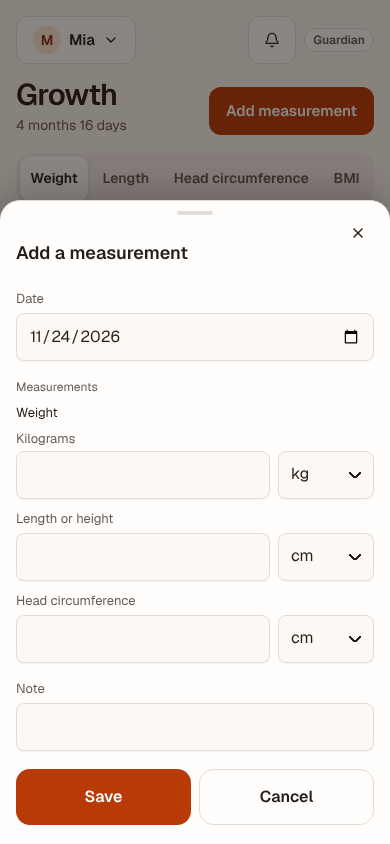 M Mia
Guardian
Growth
4 months 16 days
Add measurement
Weight Length Head circumference BMI
Add a measurement
Date
11/24/2026
Measurements
Weight
Kilograms
kg
Length or height
cm
Head circumference
cm
Note
Save Cancel